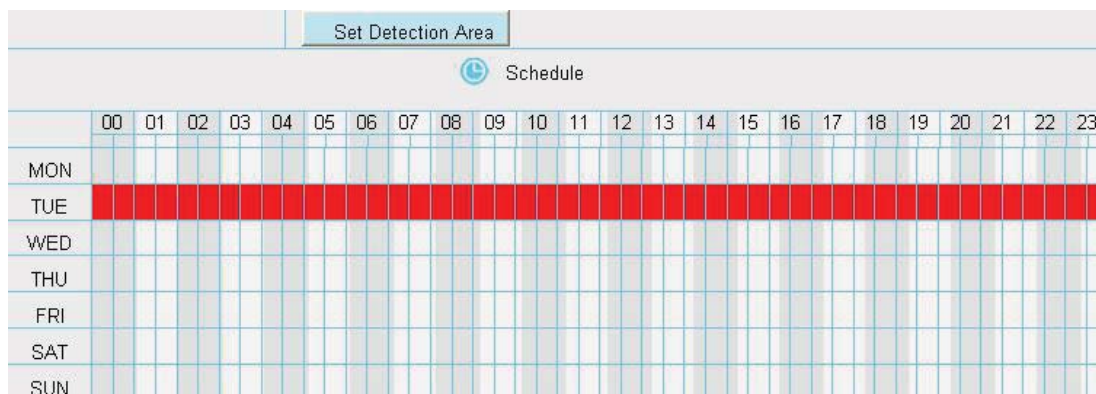 Set Detection Area
Schedule
00 01 02 03 04 05 06 07 08 09 10 11 12 13 14 15 16 17 18 19 20 21 22 23
MON
TUE
WED
THU
FRI
SAT
SUN